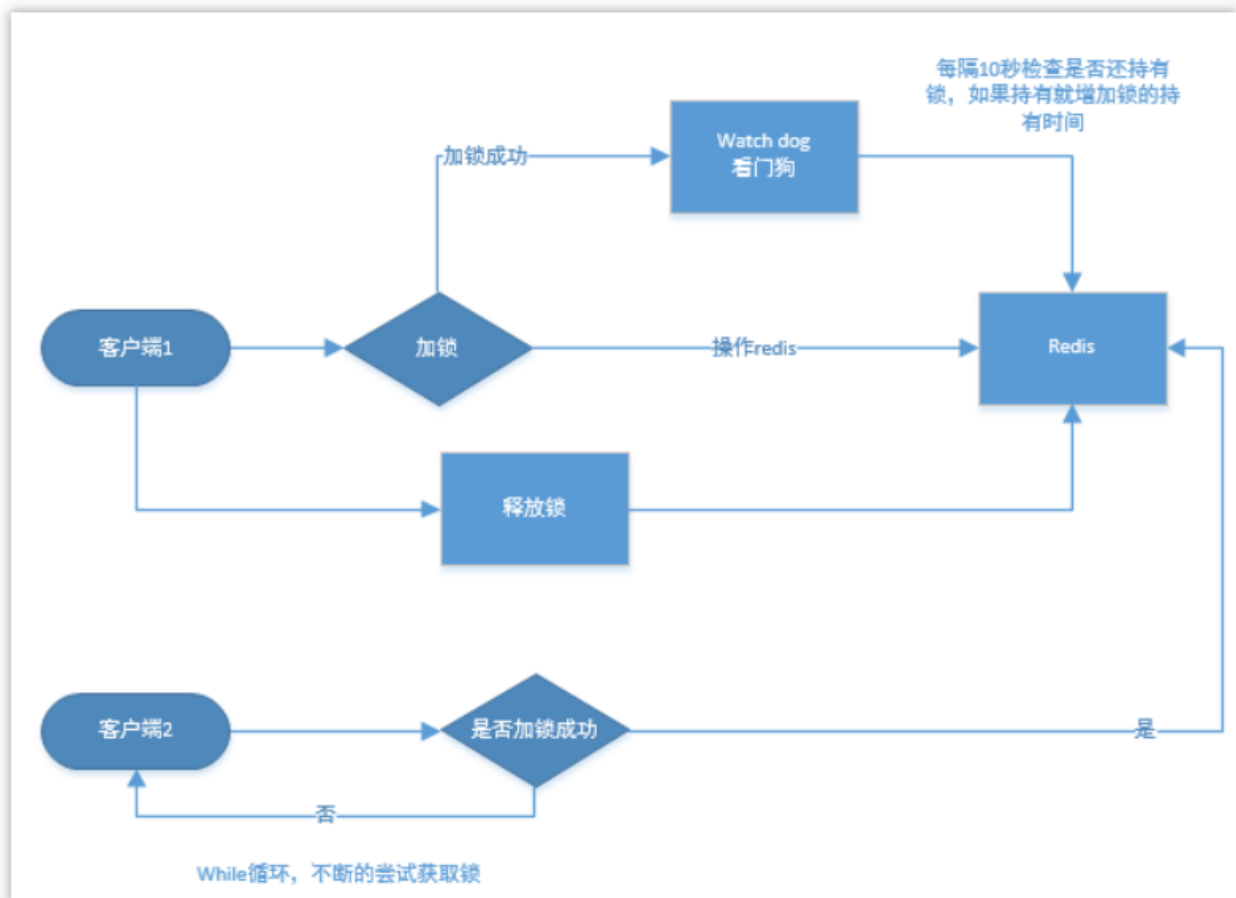 每隔10秒检查是否还持有
锁，如果持有就增加锁的持
有时间
Watch dog
看门狗
加锁成功
客户端1
加锁
操作redis
Redis
释放锁
客户端2
是否加锁成功
是
否
While循环，不断的尝试获取锁